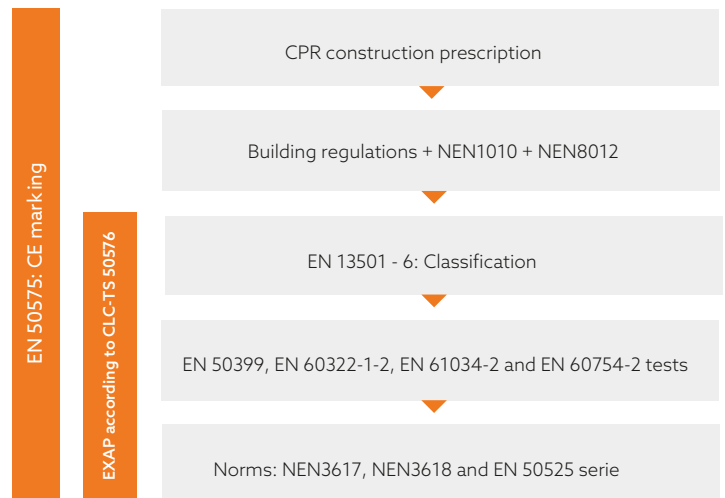 EN 50575: CE marking
EXAP according to CLC-TS 50576
CPR construction prescription
Building regulations + NEN1010 + NEN8012
EN 13501 - 6: Classification
EN 50399, EN 60322-1-2, EN 61034-2 and EN 60754-2 tests
Norms: NEN3617, NEN3618 and EN 50525 serie